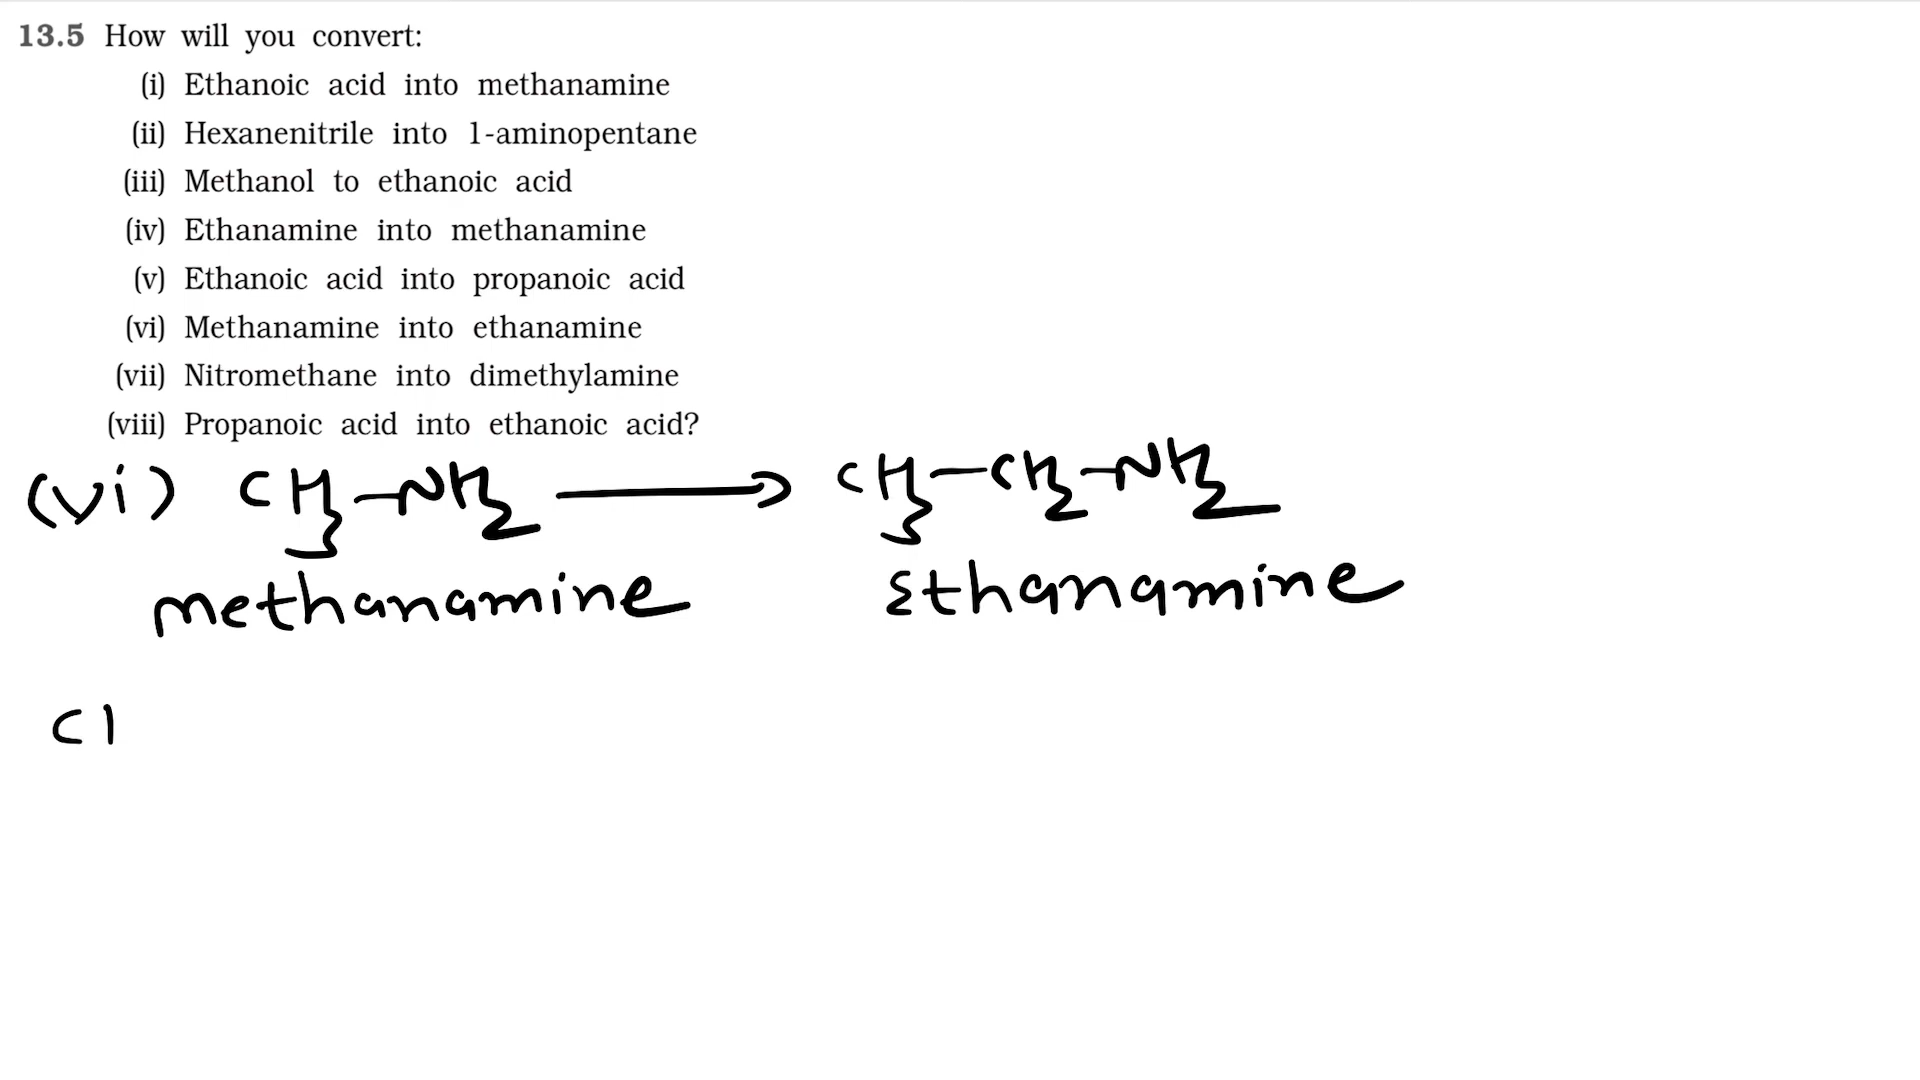 13.5 How will you convert:
(i) Ethanoic acid into methanamine
(ii) Hexanenitrile into 1-aminopentane
(iii) Methanol to ethanoic acid
(iv) Ethanamine into methanamine
(v) Ethanoic acid into propanoic acid
(vi) Methanamine into ethanamine
(vii) Nitromethane into dimethylamine
(viii) Propanoic acid into ethanoic acid?
(vi) CH3-NH2 → CH3-CH2-NH2
methanamine Ethanamine
C|